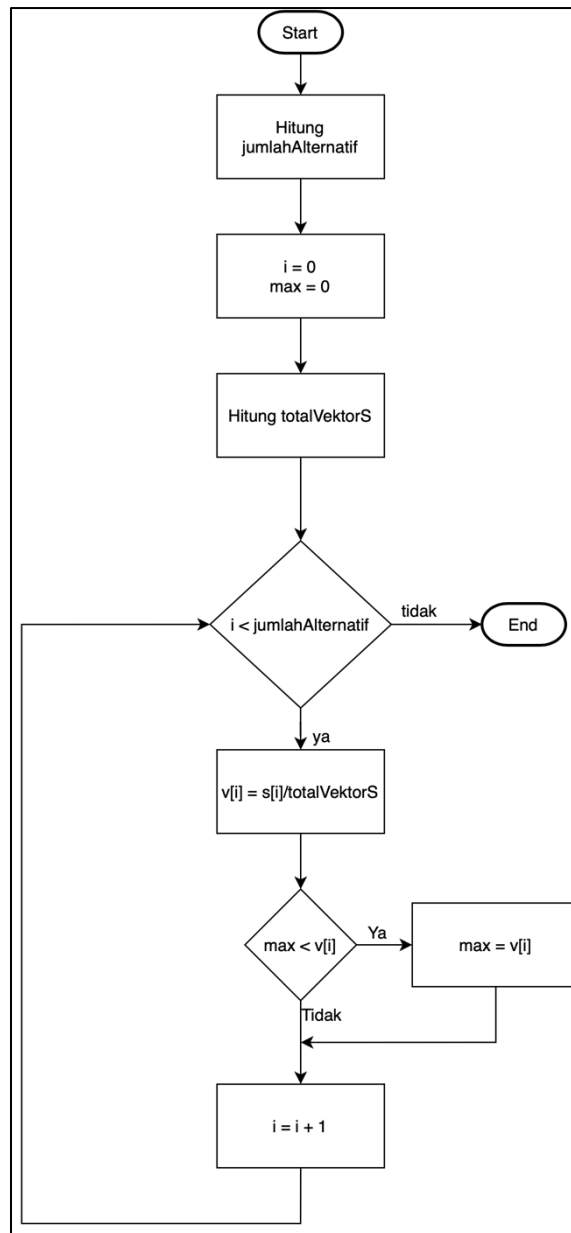 Start
Hitung
jumlahAlternatif
i = 0
max = 0
Hitung totalVektorS
i < jumlahAlternatif
tidak
End
ya
v[i] = s[i]/totalVektorS
max < v[i]
Ya
max = v[i]
Tidak
i = i + 1